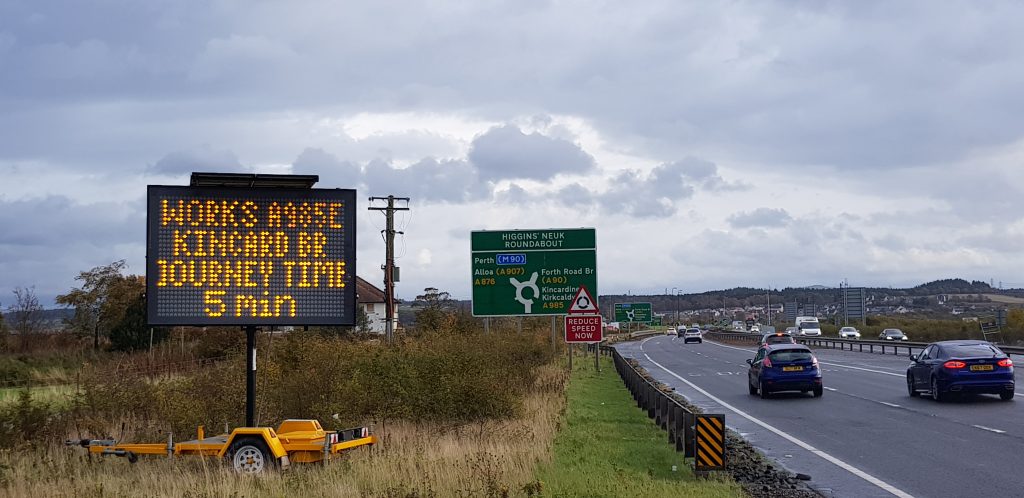 WORKS A985E
KINCARD BR
JOURNEY TIME
5 min
HIGGINS' NEUK
ROUNDABOUT
Perth (M90)
Alloa (A907)
A876
Forth Road Br
(A90)
Kincardine
Kirkcaldy
A985
REDUCE
SPEED
NOW